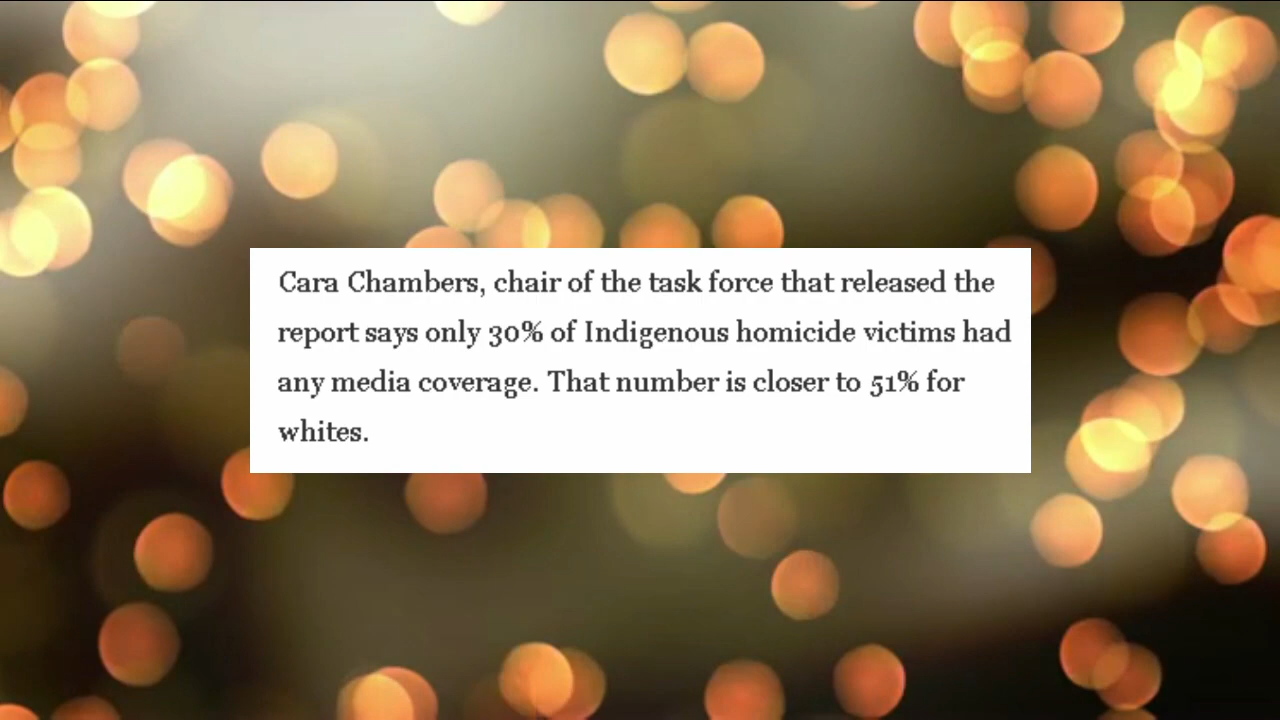 Cara Chambers, chair of the task force that released the
report says only 30% of Indigenous homicide victims had
any media coverage. That number is closer to 51% for
whites.